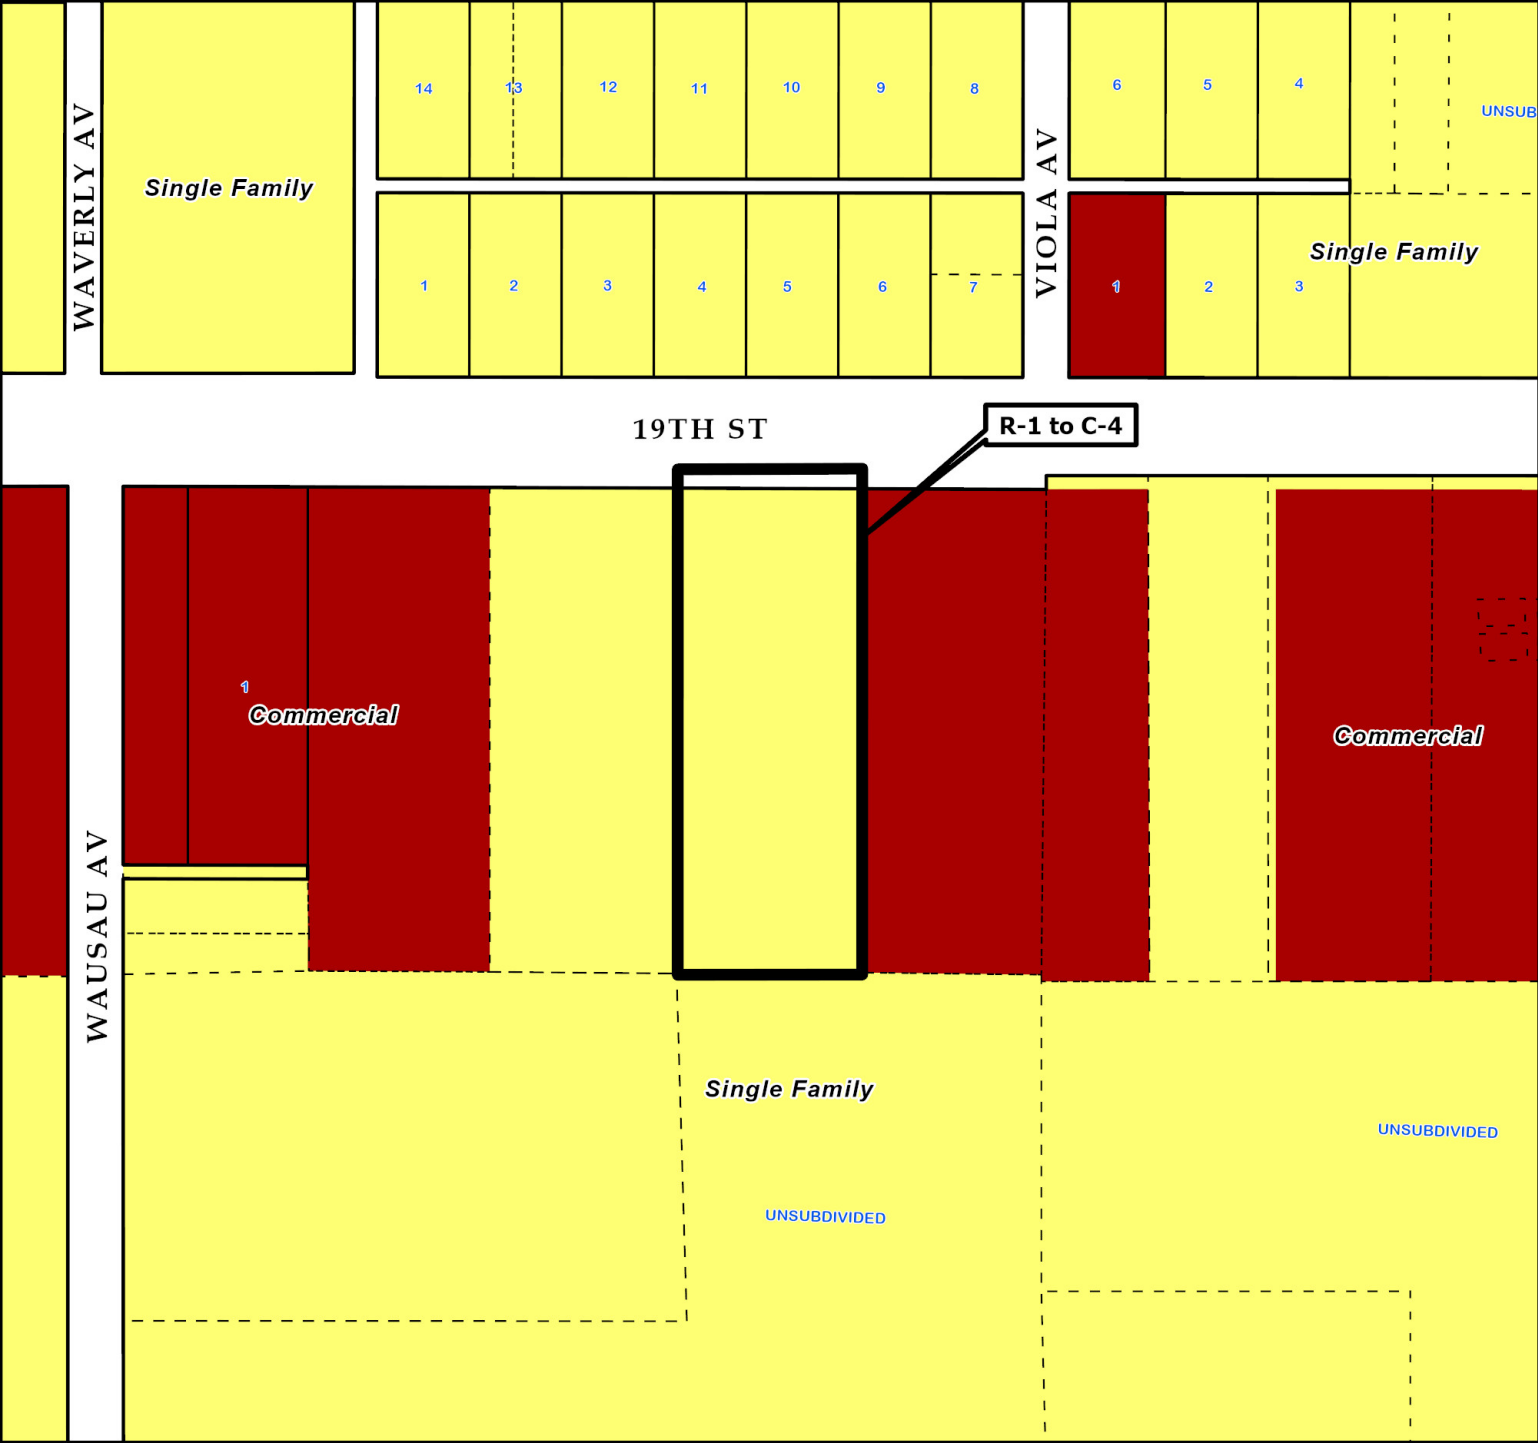 14 13 12 11 10 9 8 6 5 4
UNSUB
WAVERLY AV
Single Family
VIOLA AV
Single Family
1 2 3 4 5 6 7 1 2 3
19TH ST
R-1 to C-4
1
Commercial
Commercial
WAUSAU AV
Single Family
UNSUBDIVIDED
UNSUBDIVIDED